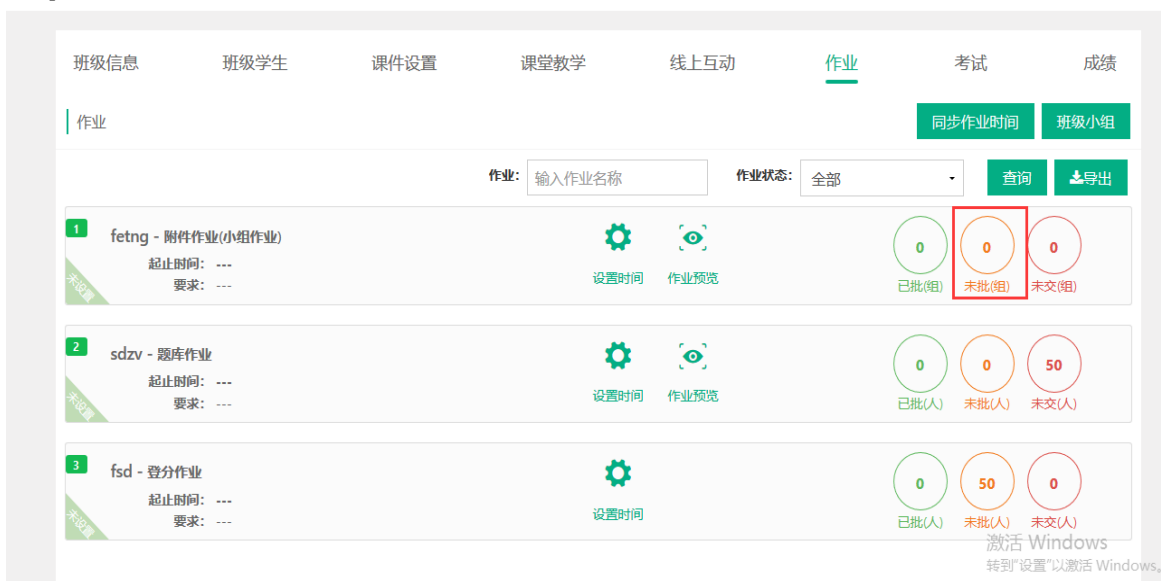 班级信息 班级学生 课件设置 课堂教学 线上互动 作业 考试 成绩
作业 同步作业时间 班级小组
作业: 输入作业名称 作业状态: 全部 查询 导出
1 fetng - 附件作业(小组作业) 0 0 0
起止时间: ---
要求: --- 设置时间 作业预览 已批(组) 未批(组) 未交(组)
未设置
2 sdzv - 题库作业 0 0 50
起止时间: ---
要求: --- 设置时间 作业预览 已批(人) 未批(人) 未交(人)
未设置
3 fsd - 登分作业 0 50 0
起止时间: ---
要求: --- 设置时间 已批(人) 未批(人) 未交(人)
未设置
激活 Windows
转到"设置"以激活 Windows。